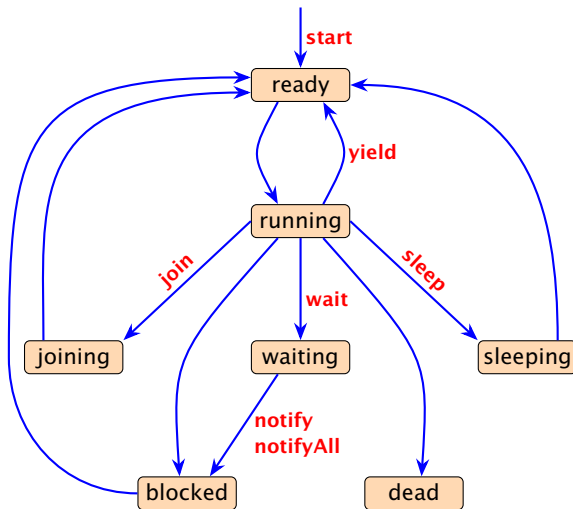 start
ready
yield
running
join
sleep
wait
joining
waiting
sleeping
notify
notifyAll
blocked
dead